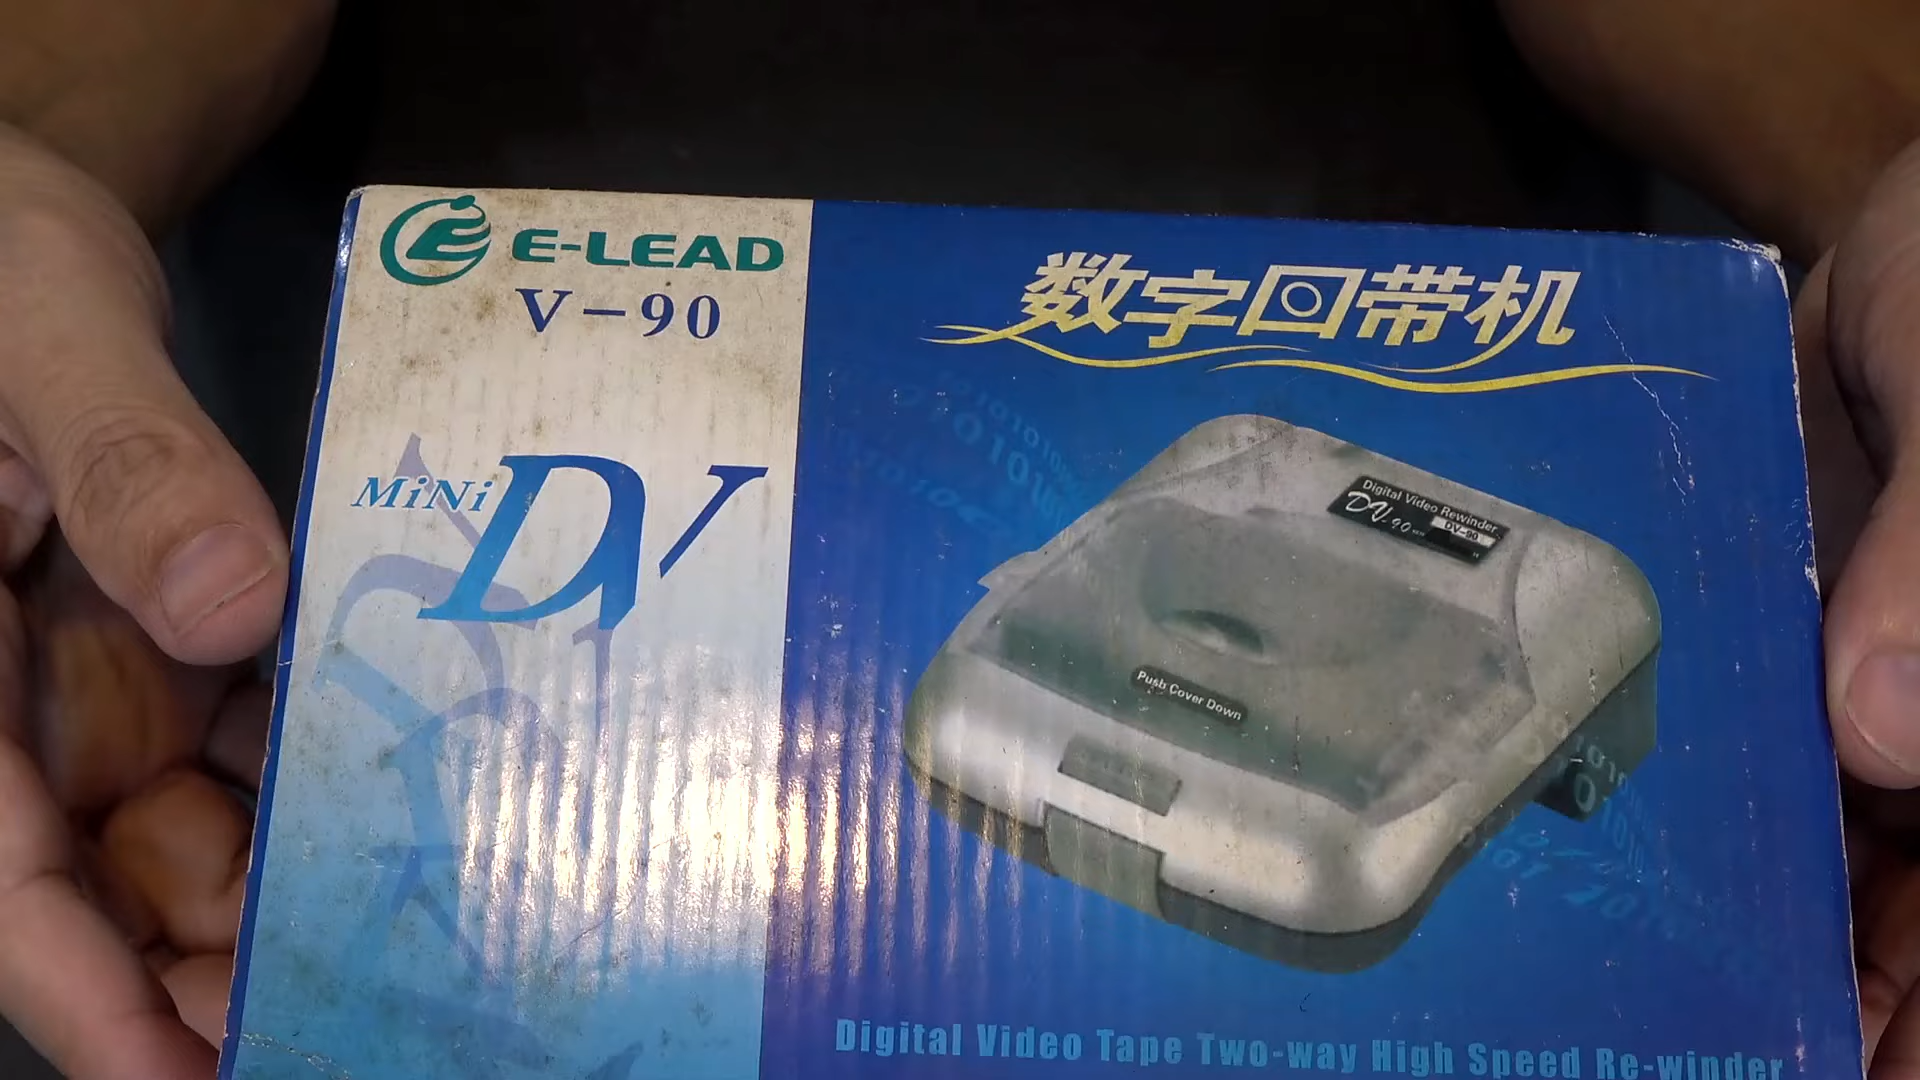 E-LEAD
V-90
数字回带机
MiNi DV
Digital Video Rewinder
DV-90
DV-90
Push Cover Down
Digital Video Tape Two-way High Speed Re-winder